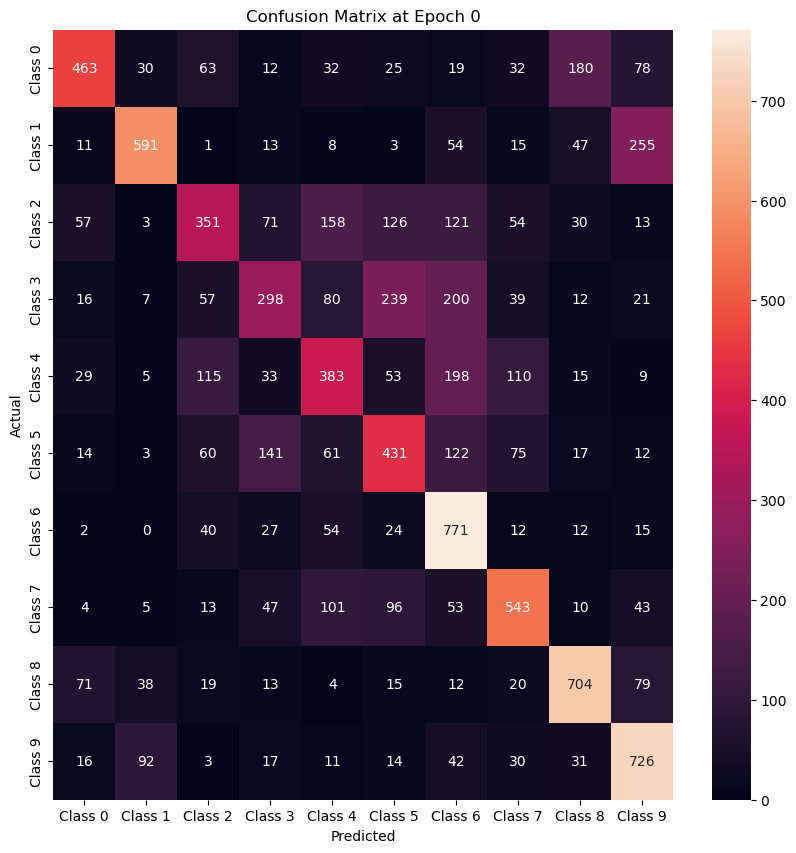 Confusion Matrix at Epoch 0
Class 0 463 30 63 12 32 25 19 32 180 78
Class 1 11 591 1 13 8 3 54 15 47 255
Class 2 57 3 351 71 158 126 121 54 30 13
Class 3 16 7 57 298 80 239 200 39 12 21
Class 4 29 5 115 33 383 53 198 110 15 9
Class 5 14 3 60 141 61 431 122 75 17 12
Class 6 2 0 40 27 54 24 771 12 12 15
Class 7 4 5 13 47 101 96 53 543 10 43
Class 8 71 38 19 13 4 15 12 20 704 79
Class 9 16 92 3 17 11 14 42 30 31 726
Class 0 Class 1 Class 2 Class 3 Class 4 Class 5 Class 6 Class 7 Class 8 Class 9
Predicted
Actual
700
600
500
400
300
200
100
0